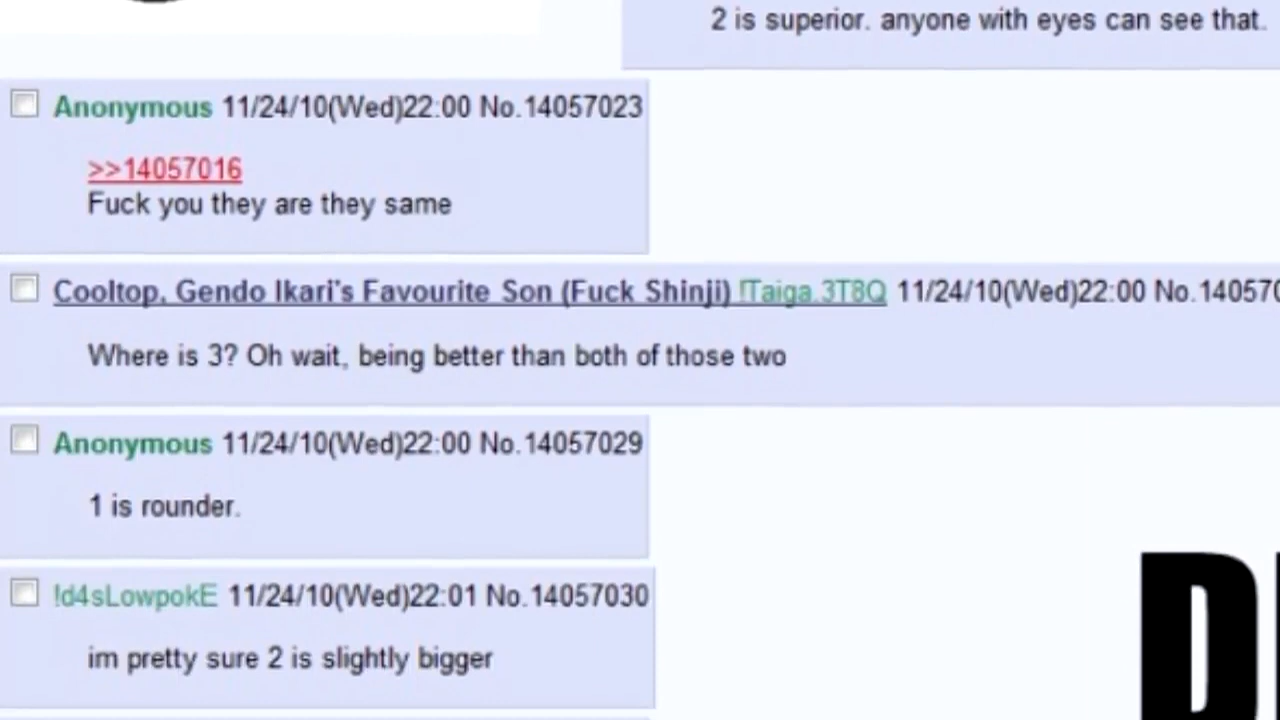 2 is superior. anyone with eyes can see that.
Anonymous 11/24/10(Wed)22:00 No.14057023
>>14057016
Fuck you they are they same
Cooltop, Gendo Ikari's Favourite Son (Fuck Shinji) !Taiga.3T8Q 11/24/10(Wed)22:00 No.140570
Where is 3? Oh wait, being better than both of those two
Anonymous 11/24/10(Wed)22:00 No.14057029
1 is rounder.
!d4sLowpokE 11/24/10(Wed)22:01 No.14057030
im pretty sure 2 is slightly bigger